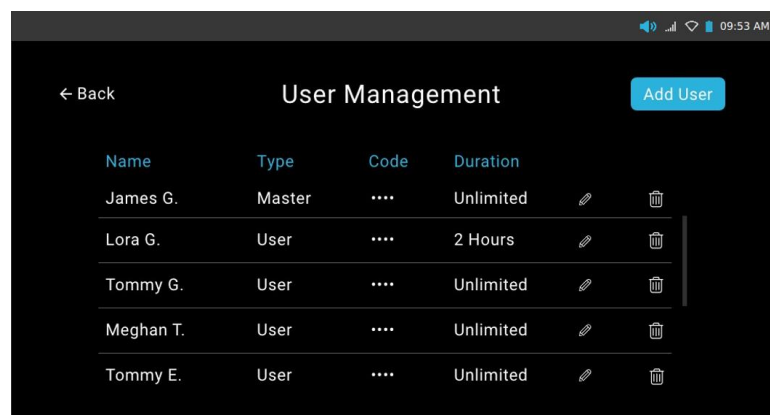 09:53 AM
← Back User Management Add User
Name Type Code Duration
James G. Master •••• Unlimited
Lora G. User •••• 2 Hours
Tommy G. User •••• Unlimited
Meghan T. User •••• Unlimited
Tommy E. User •••• Unlimited